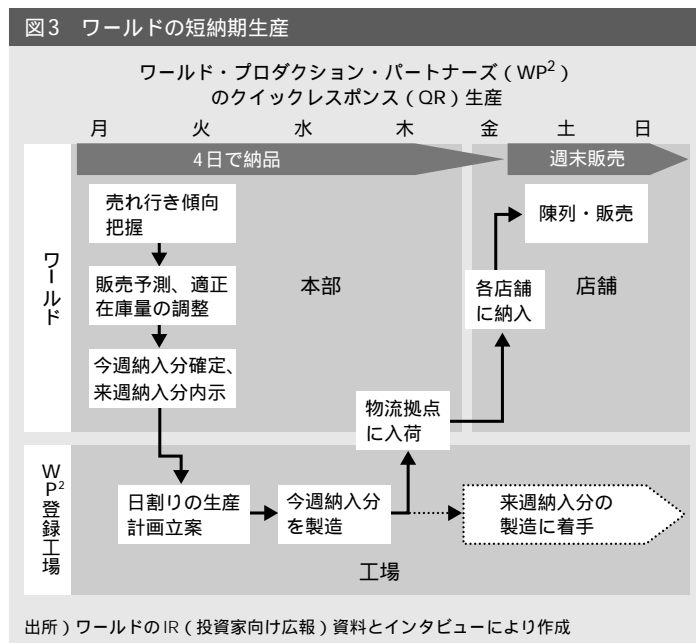 図3 ワールドの短納期生産
ワールド・プロダクション・パートナーズ(WP²)
のクイックレスポンス(QR)生産
月 火 水 木 金 土 日
4日で納品
週末販売
ワールド
売れ行き傾向
把握
販売予測、適正
在庫量の調整
今週納入分確定、
来週納入分内示
本部
物流拠点
に入荷
各店舗
に納入
陳列・販売
店舗
WP²登録工場
日割りの生産
計画立案
今週納入分
を製造
来週納入分の
製造に着手
工場
出所)ワールドのIR(投資家向け広報)資料とインタビューにより作成